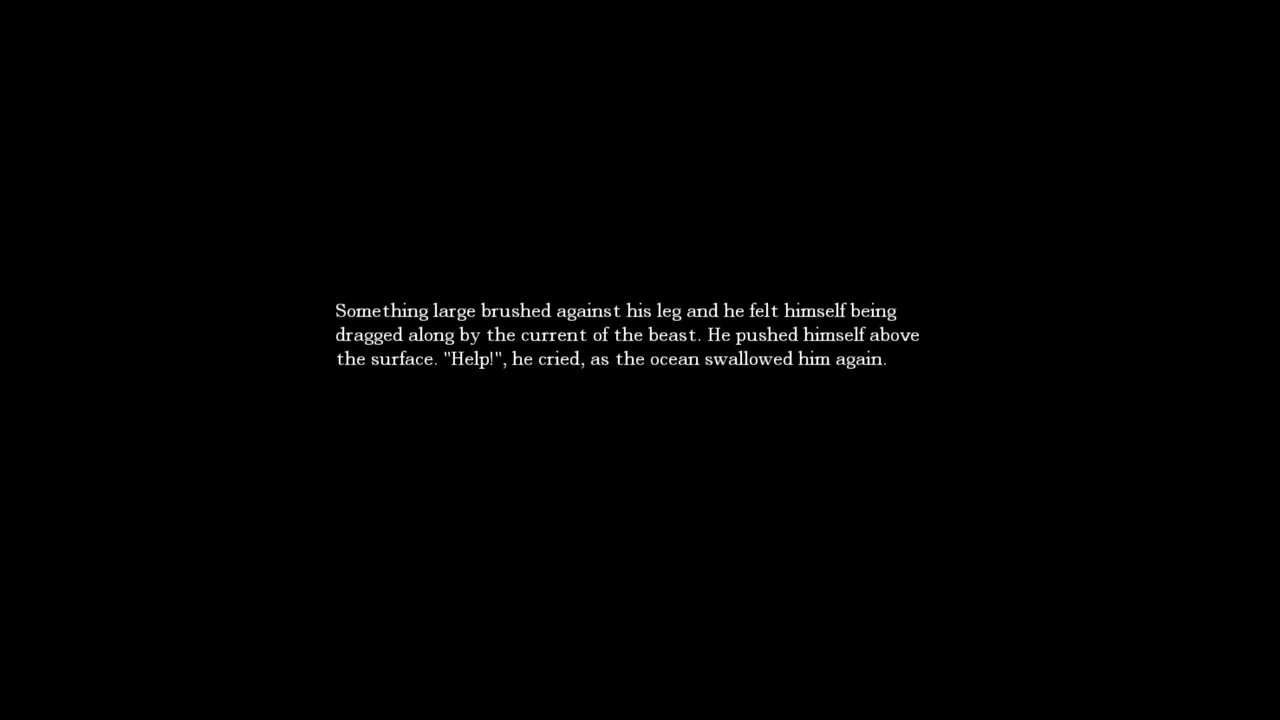 Something large brushed against his leg and he felt himself being
dragged along by the current of the beast. He pushed himself above
the surface. "Help!", he cried, as the ocean swallowed him again.